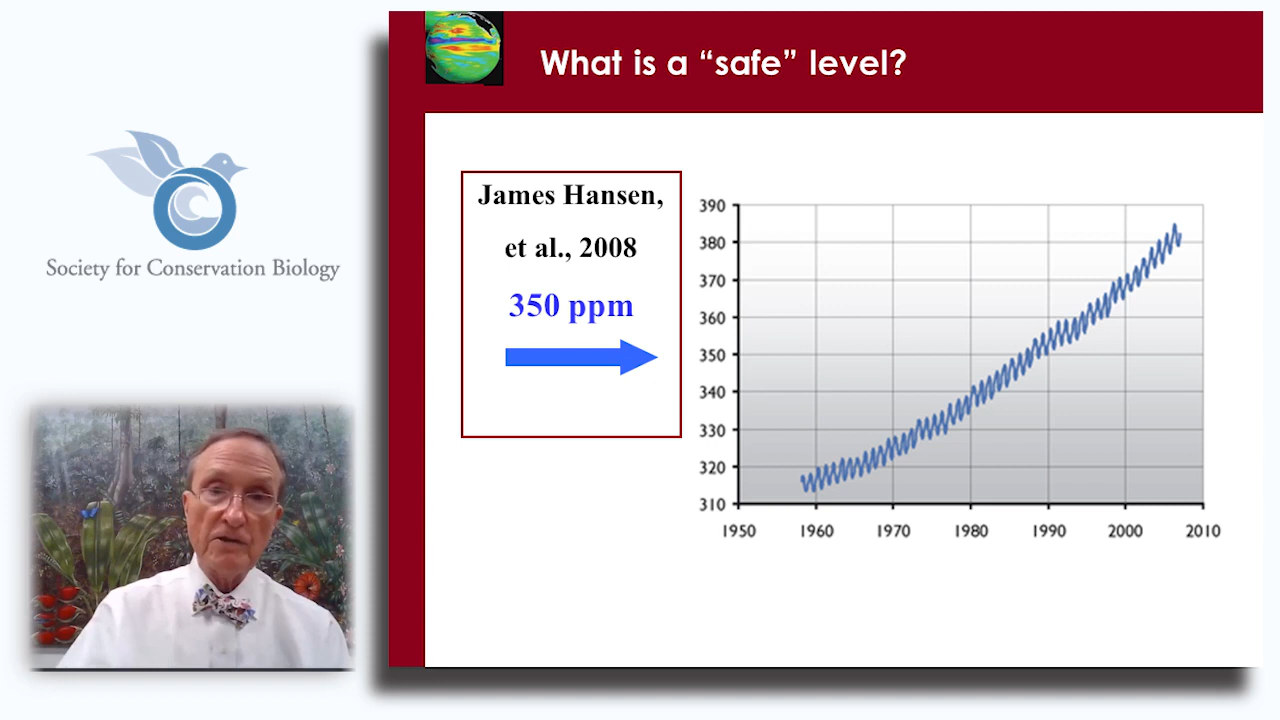 What is a “safe” level?
Society for Conservation Biology
James Hansen,
et al., 2008
350 ppm
390
380
370
360
350
340
330
320
310
1950 1960 1970 1980 1990 2000 2010